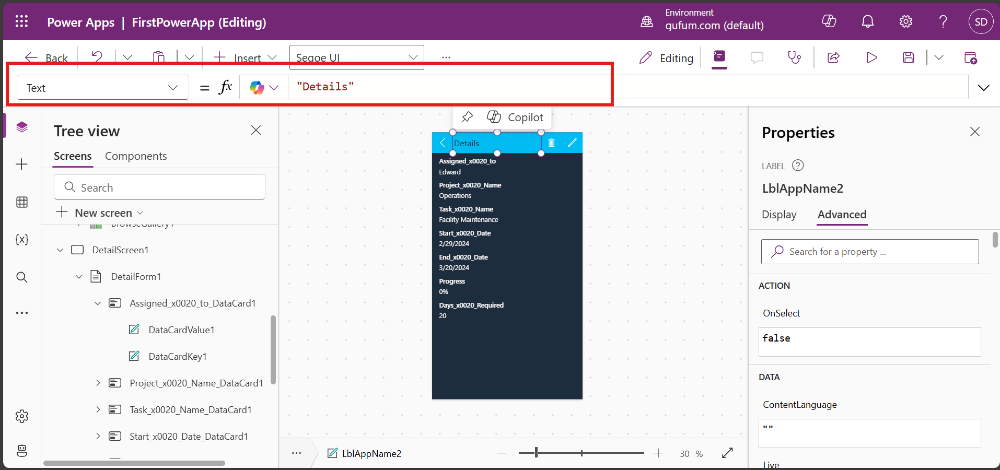 Power Apps | FirstPowerApp (Editing)
Environment
gufum.com (default)
SD
Back
Insert
Segoe UI
Editing
Text
= fx
"Details"
Tree view
Screens
Components
Search
New screen
BrowseGallery1
DetailScreen1
DetailForm1
Assigned_x0020_to_DataCard1
DataCardValue1
DataCardKey1
Project_x0020_Name_DataCard1
Task_x0020_Name_DataCard1
Start_x0020_Date_DataCard1
Copilot
Details
Assigned_x0020_to
Edward
Project_x0020_Name
Operations
Task_x0020_Name
Facility Maintenance
Start_x0020_Date
2/29/2024
End_x0020_Date
3/20/2024
Progress
0%
Days_x0020_Required
20
LblAppName2
30 %
Properties
LABEL
LblAppName2
Display
Advanced
Search for a property ...
ACTION
OnSelect
false
DATA
ContentLanguage
""
Live